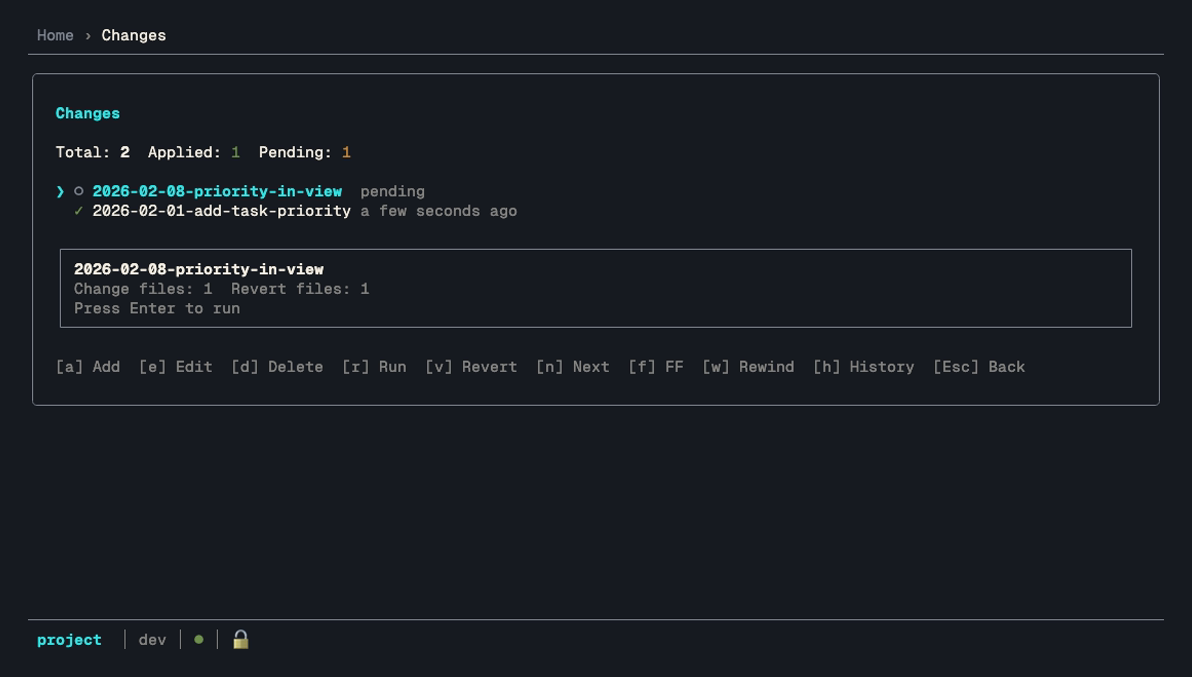 Home › Changes
Changes
Total: 2  Applied: 1  Pending: 1
❯ ○ 2026-02-08-priority-in-view  pending
✓ 2026-02-01-add-task-priority a few seconds ago
2026-02-08-priority-in-view
Change files: 1  Revert files: 1
Press Enter to run
[a] Add  [e] Edit  [d] Delete  [r] Run  [v] Revert  [n] Next  [f] FF  [w] Rewind  [h] History  [Esc] Back
project │ dev │ ● │ 🔓